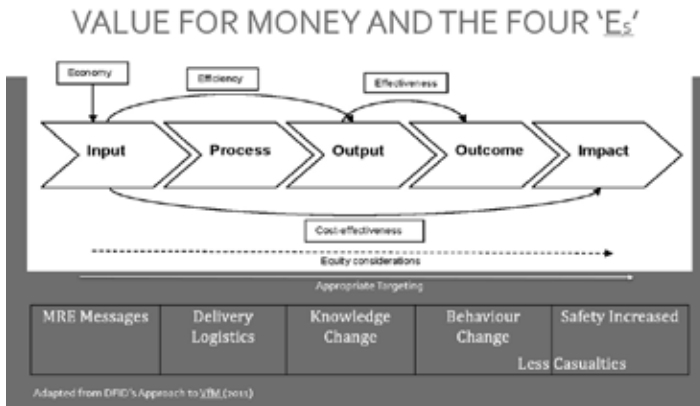 VALUE FOR MONEY AND THE FOUR 'Es'
Economy
Efficiency
Effectiveness
Input
Process
Output
Outcome
Impact
Cost-effectiveness
Equity considerations
Appropriate Targeting
MRE Messages
Delivery
Logistics
Knowledge
Change
Behaviour
Change
Safety Increased
Less Casualties
Adapted from DFID's Approach to VfM (2011)